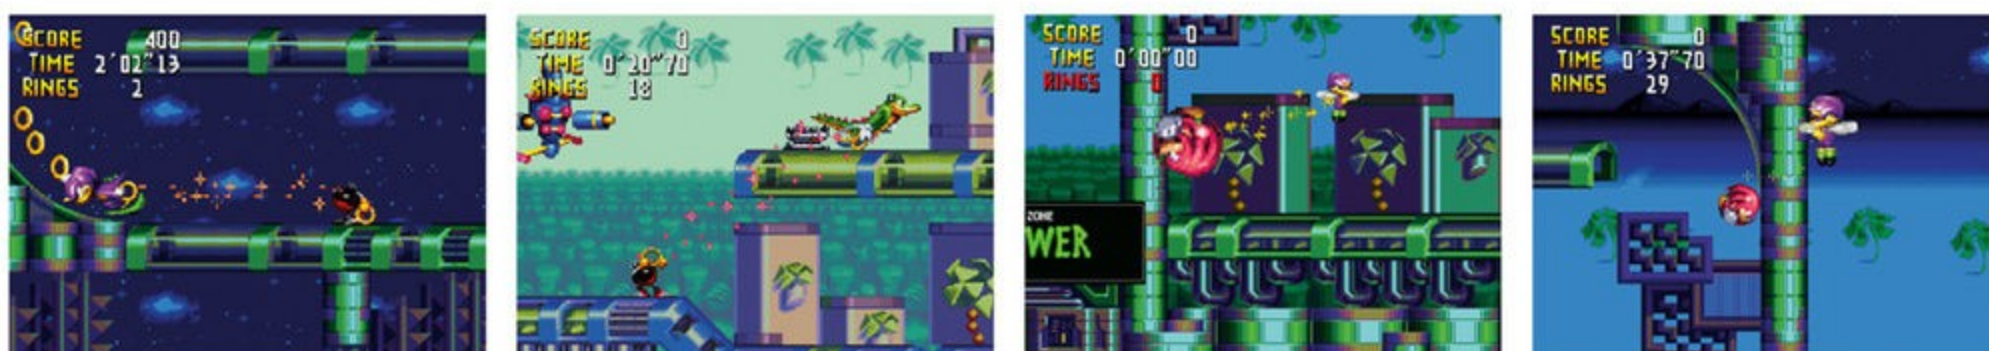 SCORE 400
TIME 2'02"13
RINGS 2
SCORE 0
TIME 0'20"70
RINGS 18
SCORE 0
TIME 0'00"00
RINGS 0
ZONE
WER
SCORE 0
TIME 0'37"70
RINGS 29